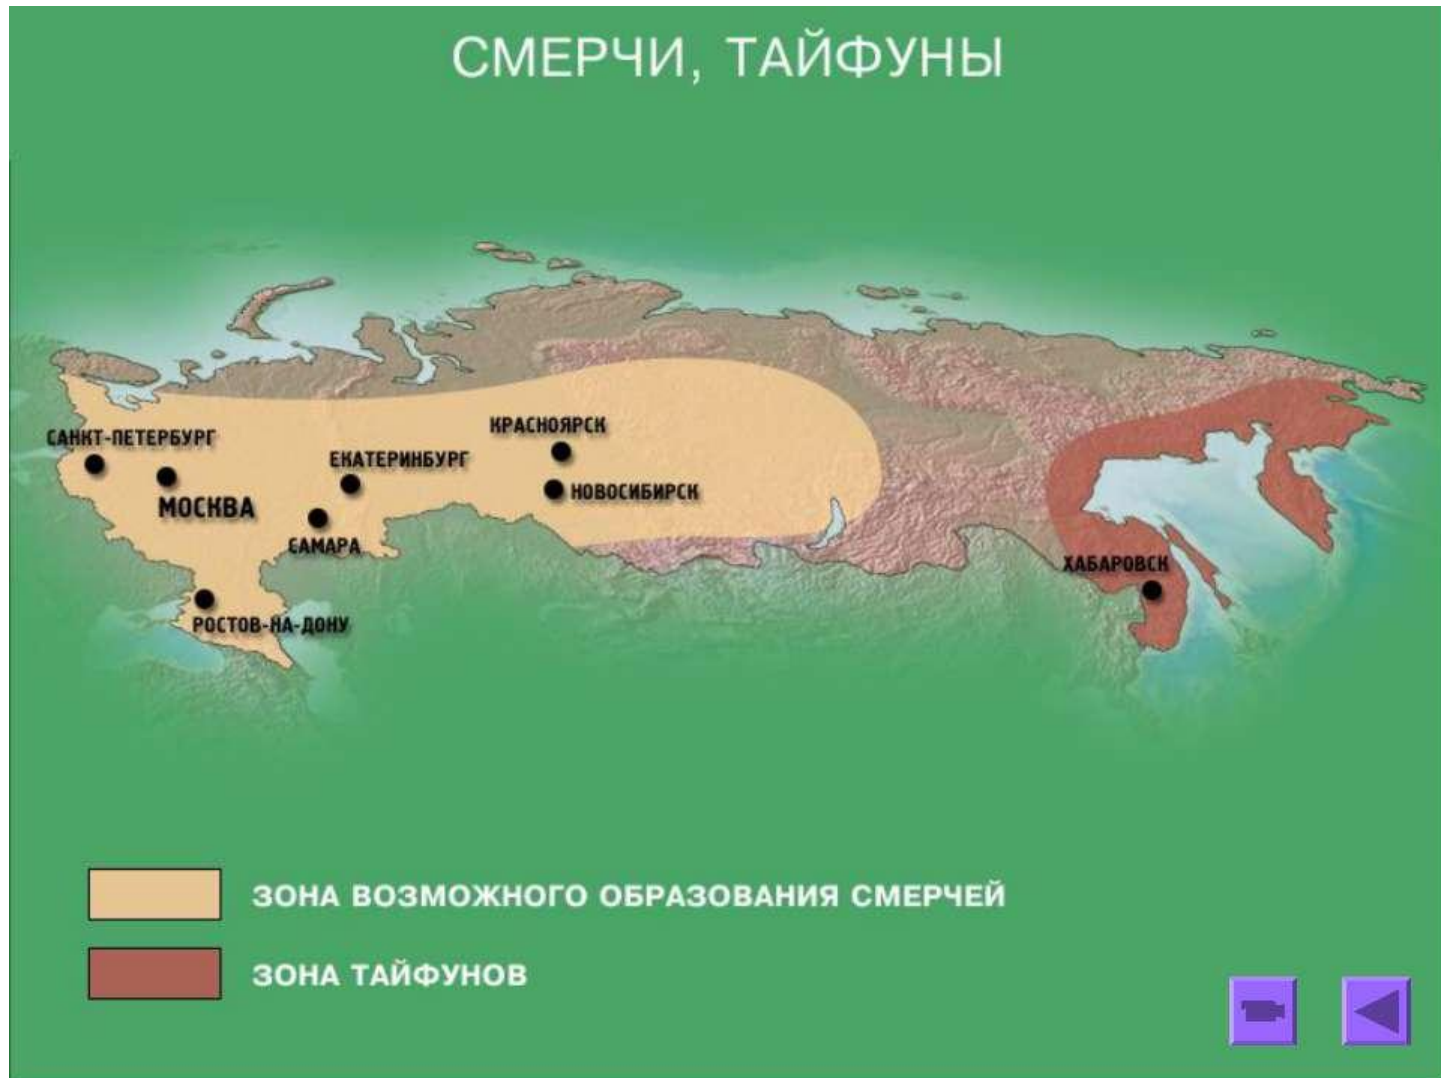 СМЕРЧИ, ТАЙФУНЫ
САНКТ-ПЕТЕРБУРГ
КРАСНОЯРСК
ЕКАТЕРИНБУРГ
НОВОСИБИРСК
МОСКВА
САМАРА
ХАБАРОВСК
РОСТОВ-НА-ДОНУ
ЗОНА ВОЗМОЖНОГО ОБРАЗОВАНИЯ СМЕРЧЕЙ
ЗОНА ТАЙФУНОВ